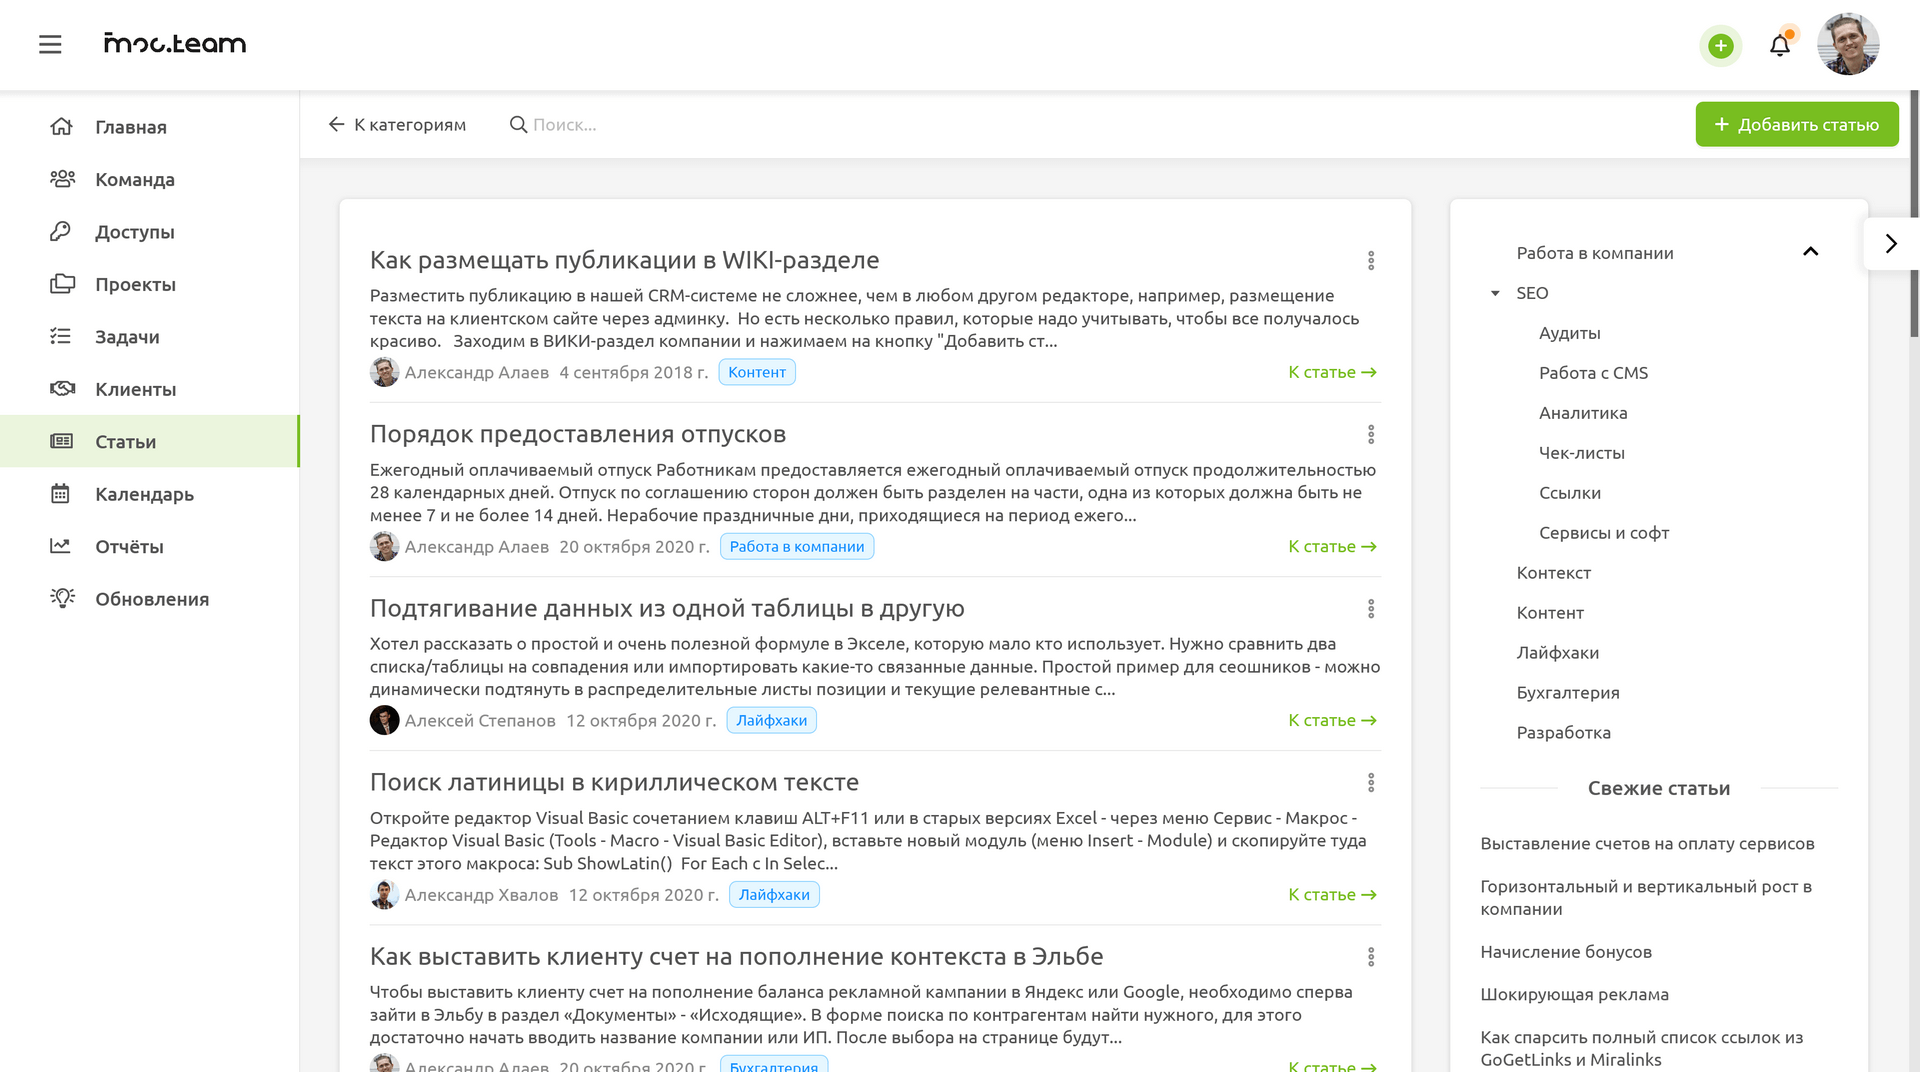 moc.team
Главная
Команда
Доступы
Проекты
Задачи
Клиенты
Статьи
Календарь
Отчёты
Обновления
← К категориям
Поиск...
+ Добавить статью
Как размещать публикации в WIKI-разделе
Разместить публикацию в нашей CRM-системе не сложнее, чем в любом другом редакторе, например, размещение
текста на клиентском сайте через админку. Но есть несколько правил, которые надо учитывать, чтобы все получалось
красиво. Заходим в ВИКИ-раздел компании и нажимаем на кнопку "Добавить ст...
Александр Алаев 4 сентября 2018 г. Контент К статье →
Порядок предоставления отпусков
Ежегодный оплачиваемый отпуск Работникам предоставляется ежегодный оплачиваемый отпуск продолжительностью
28 календарных дней. Отпуск по соглашению сторон должен быть разделен на части, одна из которых должна быть не
менее 7 и не более 14 дней. Нерабочие праздничные дни, приходящиеся на период ежего...
Александр Алаев 20 октября 2020 г. Работа в компании К статье →
Подтягивание данных из одной таблицы в другую
Хотел рассказать о простой и очень полезной формуле в Экселе, которую мало кто использует. Нужно сравнить два
списка/таблицы на совпадения или импортировать какие-то связанные данные. Простой пример для сеошников - можно
динамически подтянуть в распределительные листы позиции и текущие релевантные с...
Алексей Степанов 12 октября 2020 г. Лайфхаки К статье →
Поиск латиницы в кириллическом тексте
Откройте редактор Visual Basic сочетанием клавиш ALT+F11 или в старых версиях Excel - через меню Сервис - Макрос -
Редактор Visual Basic (Tools - Macro - Visual Basic Editor), вставьте новый модуль (меню Insert - Module) и скопируйте туда
текст этого макроса: Sub ShowLatin() For Each c In Selec...
Александр Хвалов 12 октября 2020 г. Лайфхаки К статье →
Как выставить клиенту счет на пополнение контекста в Эльбе
Чтобы выставить клиенту счет на пополнение баланса рекламной кампании в Яндекс или Google, необходимо сперва
зайти в Эльбу в раздел «Документы» - «Исходящие». В форме поиска по контрагентам найти нужного, для этого
достаточно начать вводить название компании или ИП. После выбора на странице будут...
Александр Алаев 20 октября 2020 г. Бухгалтерия К статье →
Работа в компании
SEO
Аудиты
Работа с CMS
Аналитика
Чек-листы
Ссылки
Сервисы и софт
Контекст
Контент
Лайфхаки
Бухгалтерия
Разработка
Свежие статьи
Выставление счетов на оплату сервисов
Горизонтальный и вертикальный рост в
компании
Начисление бонусов
Шокирующая реклама
Как спарсить полный список ссылок из
GoGetLinks и Miralinks